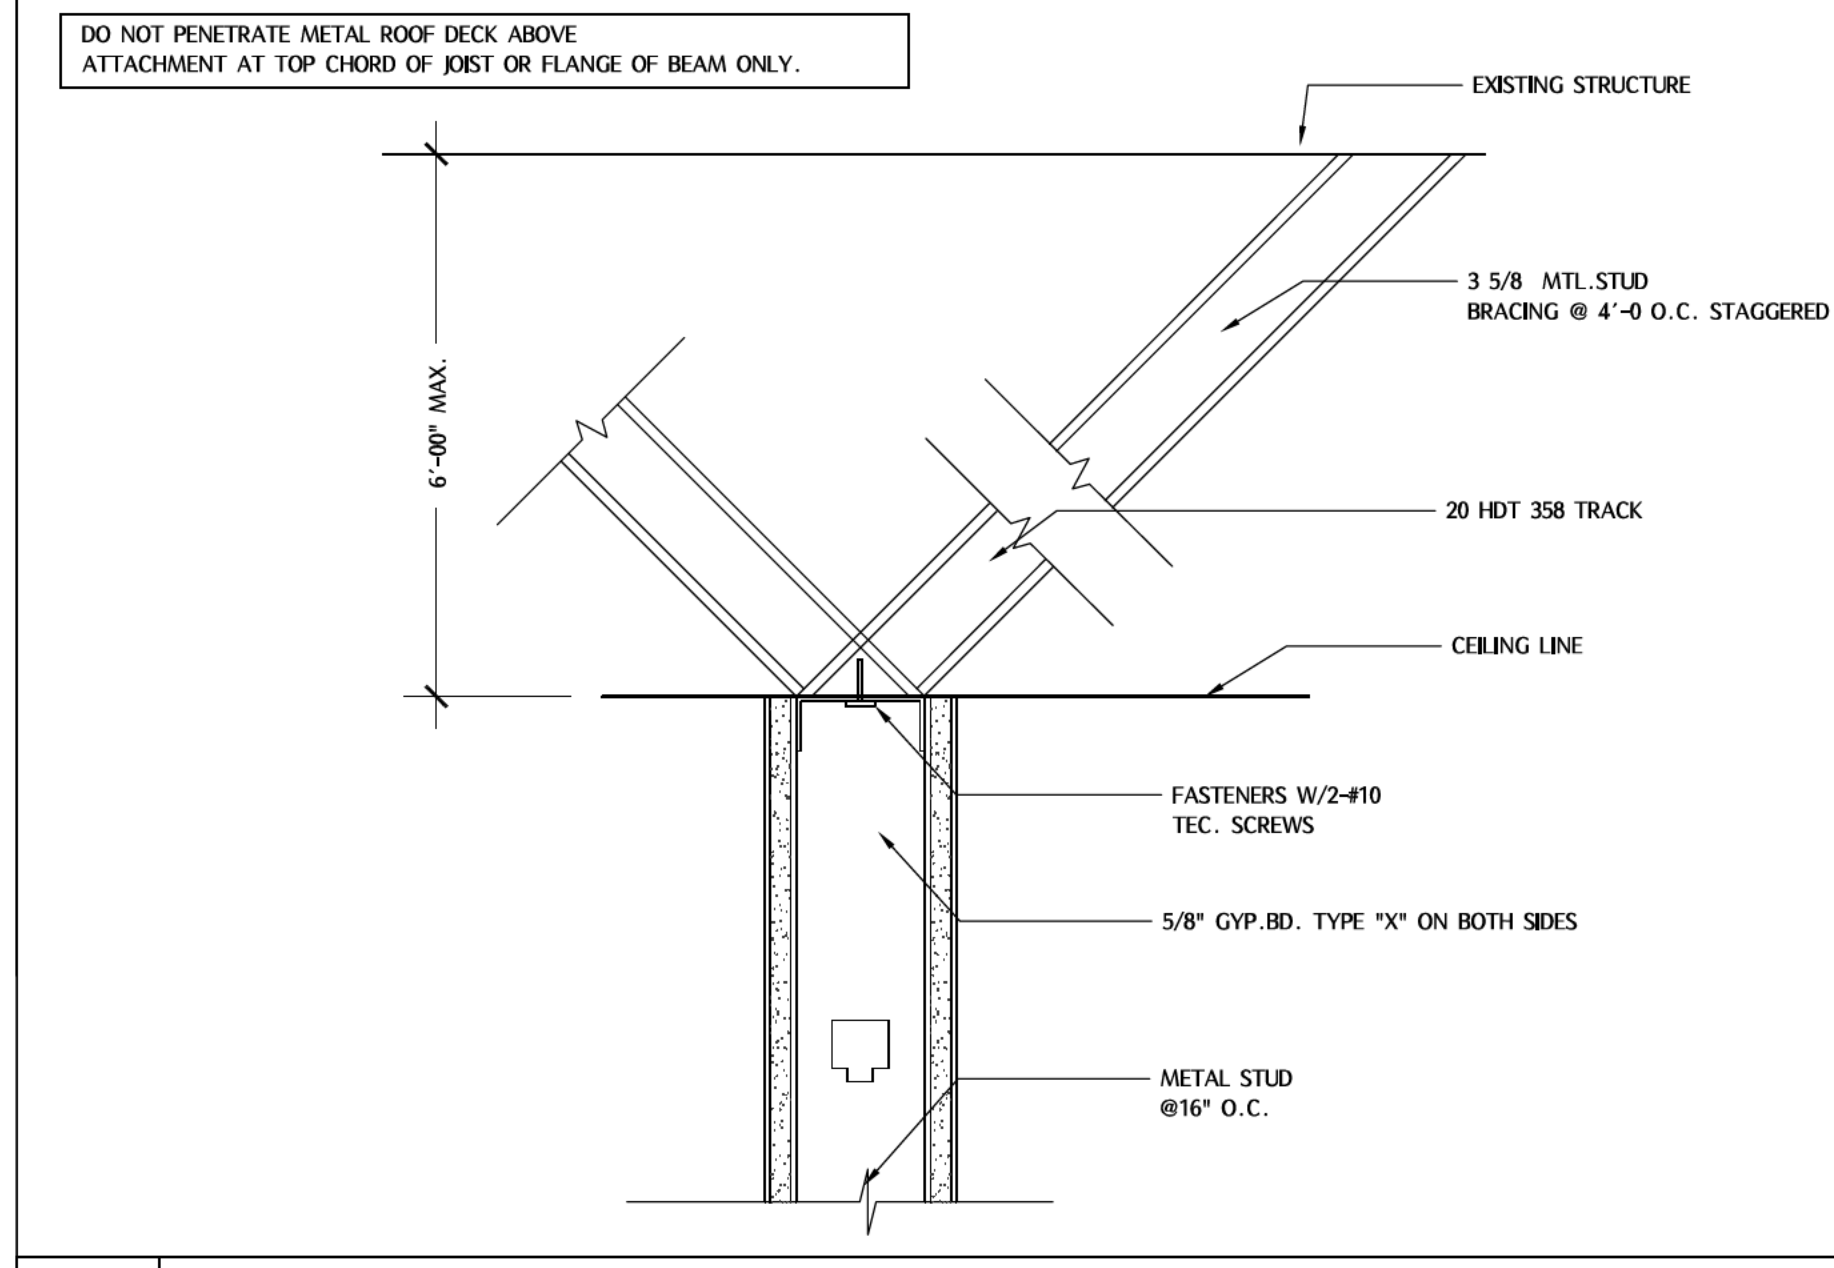 DO NOT PENETRATE METAL ROOF DECK ABOVE
ATTACHMENT AT TOP CHORD OF JOIST OR FLANGE OF BEAM ONLY.
EXISTING STRUCTURE
3 5/8 MTL.STUD
BRACING @ 4´-0 O.C. STAGGERED
6´-00" MAX.
20 HDT 358 TRACK
CEILING LINE
FASTENERS W/2-#10
TEC. SCREWS
5/8" GYP.BD. TYPE "X" ON BOTH SIDES
METAL STUD
@16" O.C.